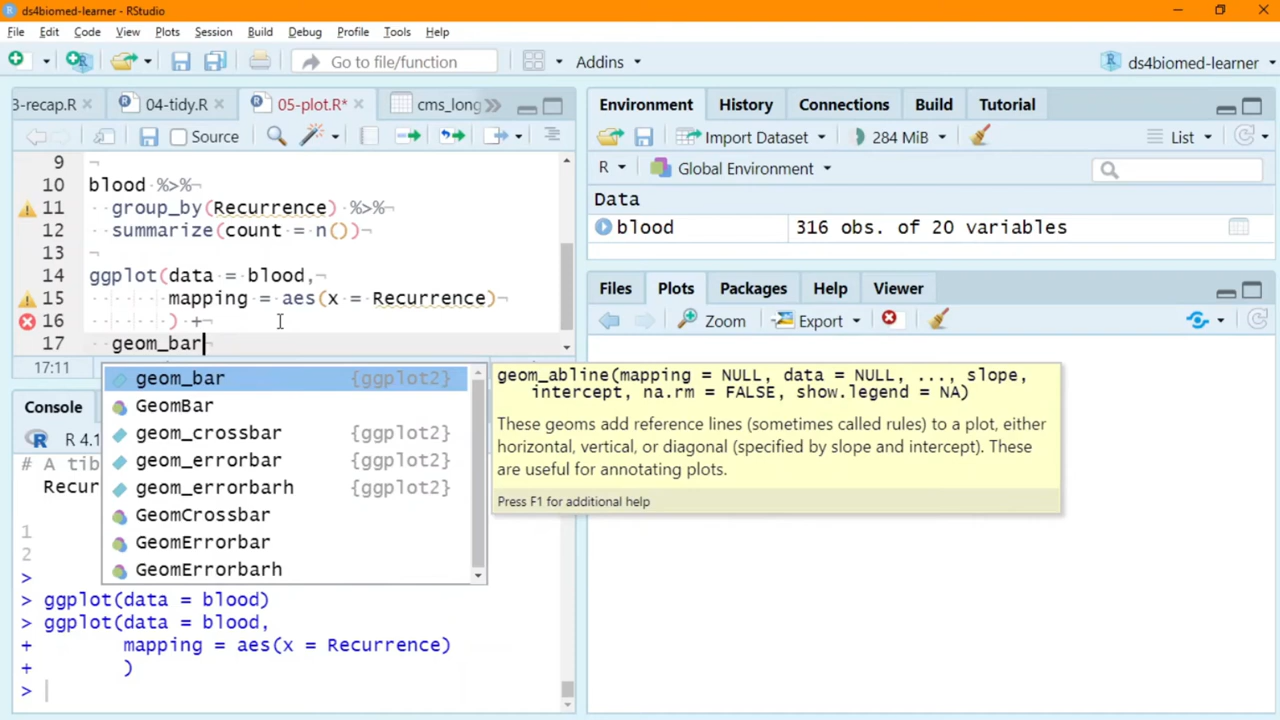 ds4biomed-learner - RStudio
File Edit Code View Plots Session Build Debug Profile Tools Help
Go to file/function Addins ds4biomed-learner
3-recap.R 04-tidy.R 05-plot.R* cms_long
Source
9 ¬
10 blood·%>%¬
11 ··group_by(Recurrence)·%>%¬
12 ··summarize(count·=·n())¬
13 ¬
14 ggplot(data·=·blood,¬
15 ·······mapping·=·aes(x·=·Recurrence)¬
16 ·······)·+¬
17 ··geom_bar¬
17:11
geom_bar {ggplot2}
GeomBar
geom_crossbar {ggplot2}
geom_errorbar {ggplot2}
geom_errorbarh {ggplot2}
GeomCrossbar
GeomErrorbar
GeomErrorbarh
geom_abline(mapping = NULL, data = NULL, ..., slope,
intercept, na.rm = FALSE, show.legend = NA)
These geoms add reference lines (sometimes called rules) to a plot, either
horizontal, vertical, or diagonal (specified by slope and intercept). These
are useful for annotating plots.
Press F1 for additional help
Console
R 4.1
# A tib
Recur
1
2
>
> ggplot(data = blood)
> ggplot(data = blood,
+ mapping = aes(x = Recurrence)
+ )
>
Environment History Connections Build Tutorial
Import Dataset 284 MiB List
R Global Environment
Data
blood 316 obs. of 20 variables
Files Plots Packages Help Viewer
Zoom Export